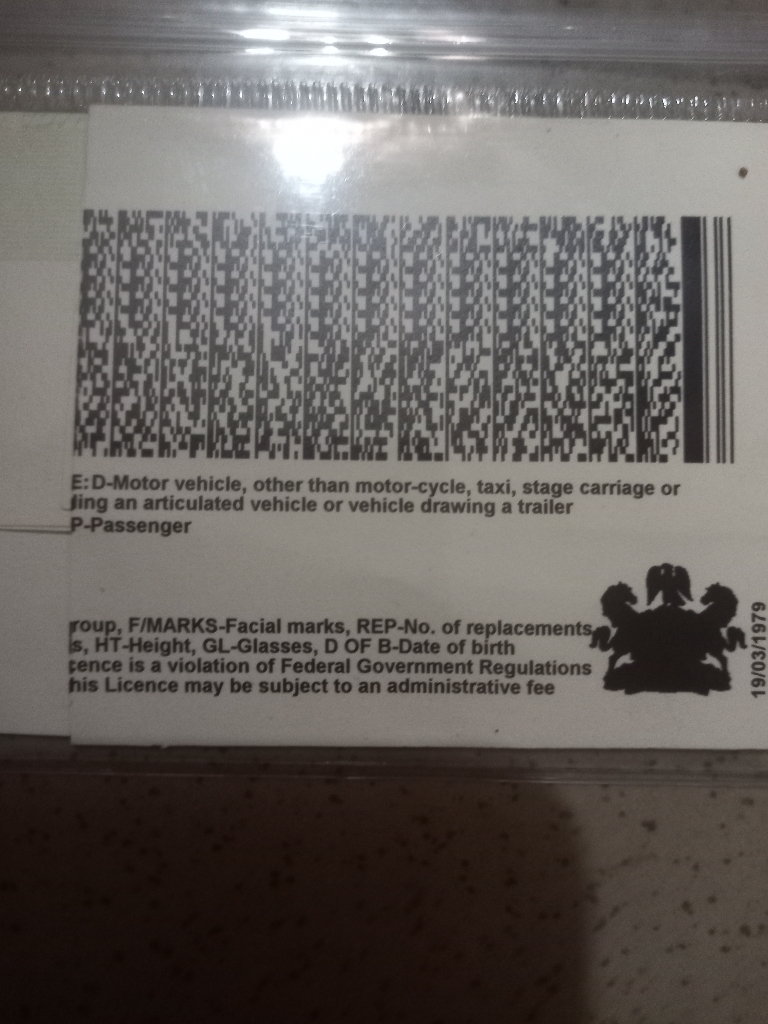 E:D-Motor vehicle, other than motor-cycle, taxi, stage carriage or
ing an articulated vehicle or vehicle drawing a trailer
P-Passenger
roup, F/MARKS-Facial marks, REP-No. of replacements
s, HT-Height, GL-Glasses, D OF B-Date of birth
cence is a violation of Federal Government Regulations
his Licence may be subject to an administrative fee
19/03/1979